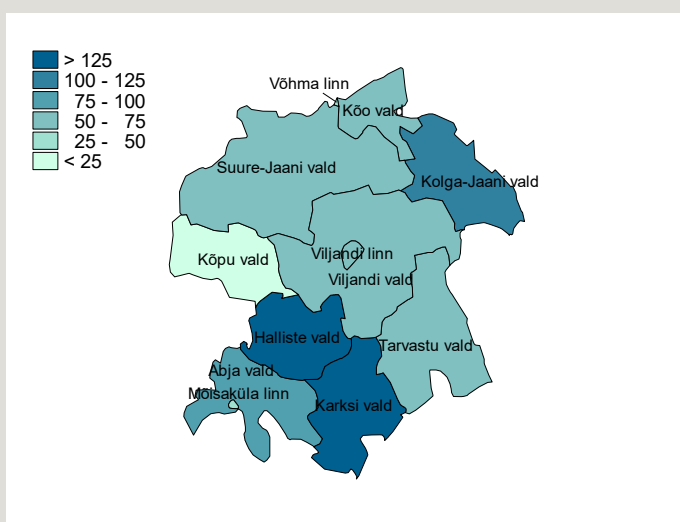 > 125
100 - 125
75 - 100
50 - 75
25 - 50
< 25
Võhma linn
Kõo vald
Suure-Jaani vald
Kolga-Jaani vald
Viljandi linn
Kõpu vald
Viljandi vald
Halliste vald
Tarvastu vald
Abja vald
Mõisaküla linn
Karksi vald